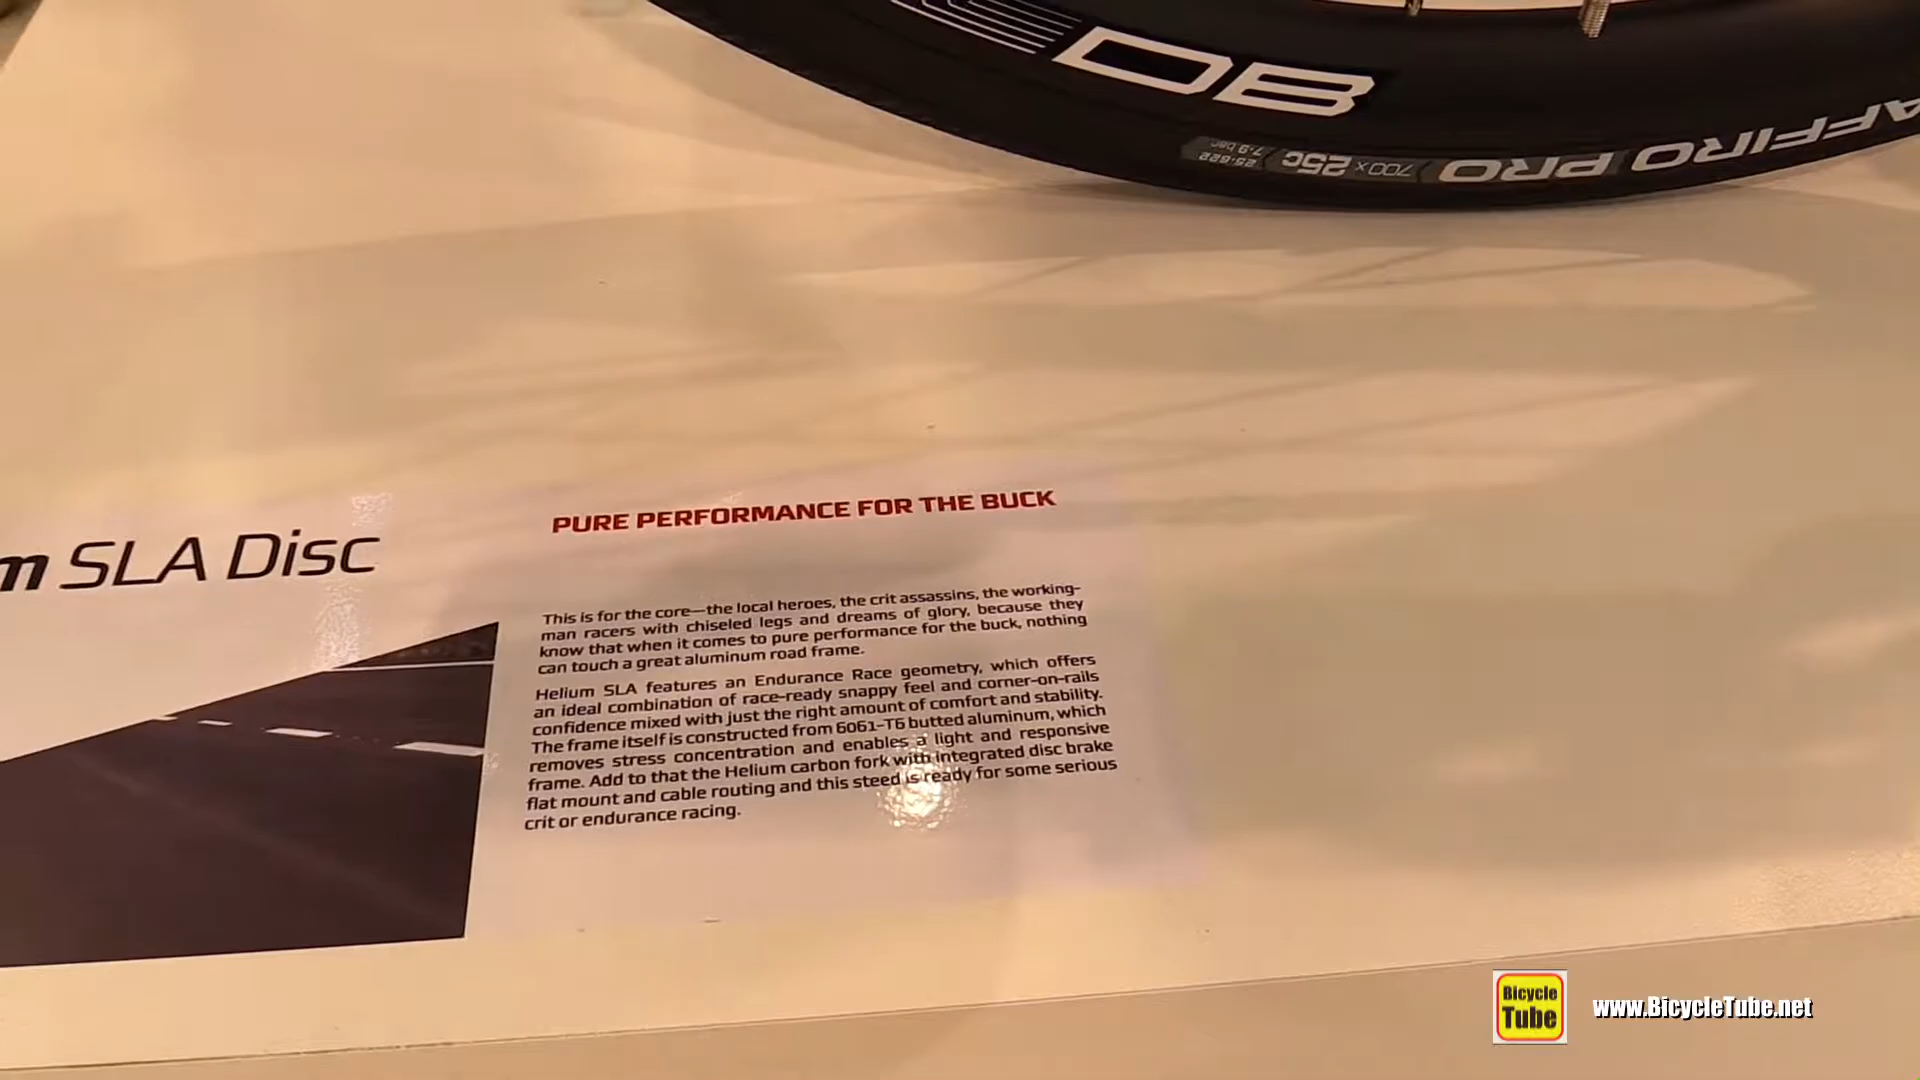 80
AFFIRO PRO 700x25C 25-622
7-9 bar
m SLA Disc
PURE PERFORMANCE FOR THE BUCK
This is for the core—the local heroes, the crit assassins, the working-
man racers with chiseled legs and dreams of glory, because they
know that when it comes to pure performance for the buck, nothing
can touch a great aluminum road frame.
Helium SLA features an Endurance Race geometry, which offers
an ideal combination of race-ready snappy feel and corner-on-rails
confidence mixed with just the right amount of comfort and stability.
The frame itself is constructed from 6061-T6 butted aluminum, which
removes stress concentration and enables a light and responsive
frame. Add to that the Helium carbon fork with integrated disc brake
flat mount and cable routing and this steed is ready for some serious
crit or endurance racing.
Bicycle
Tube
www.BicycleTube.net